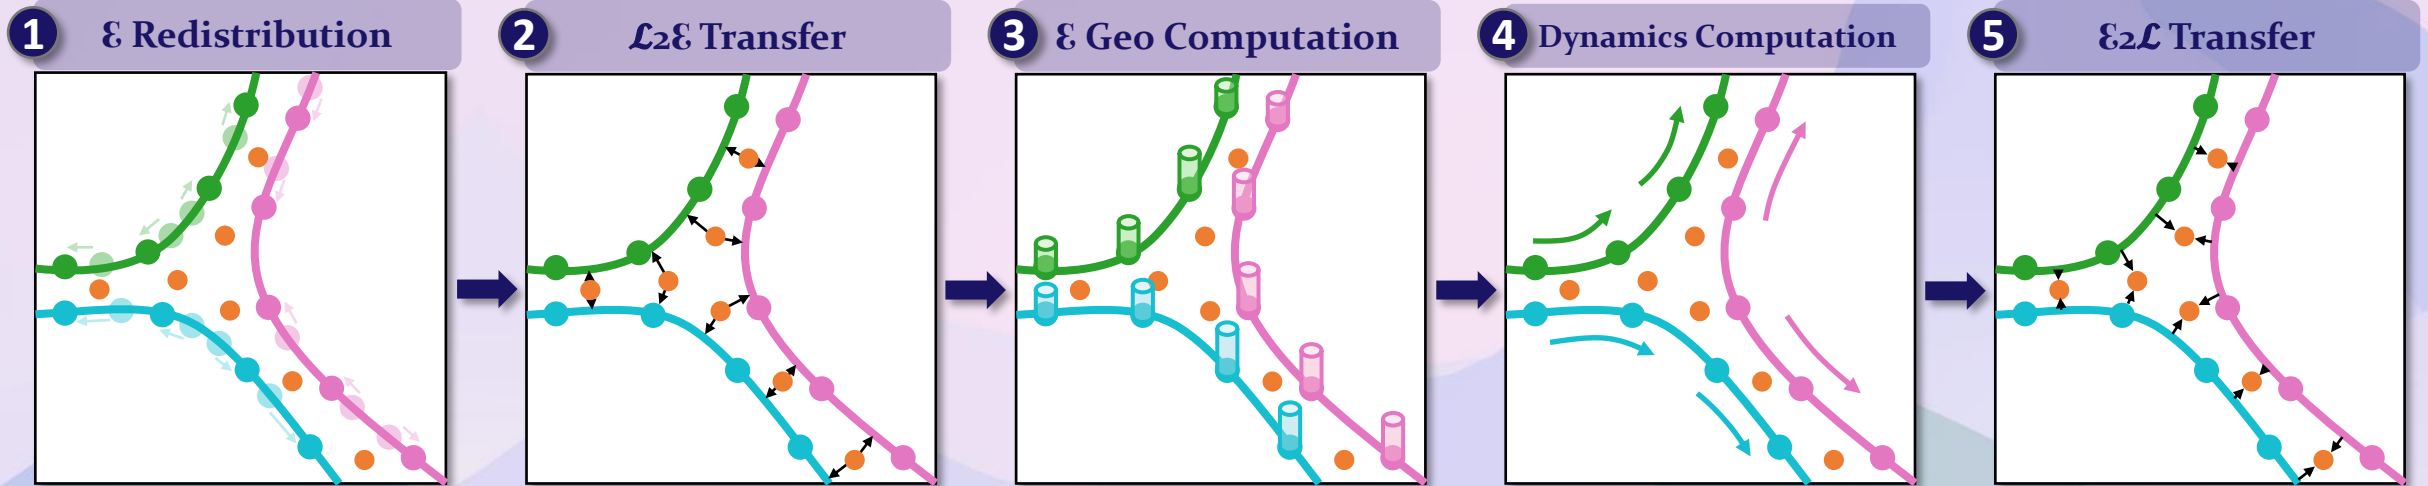 1 ℰ Redistribution
2 ℒ2ℰ Transfer
3 ℰ Geo Computation
4 Dynamics Computation
5 ℰ2ℒ Transfer